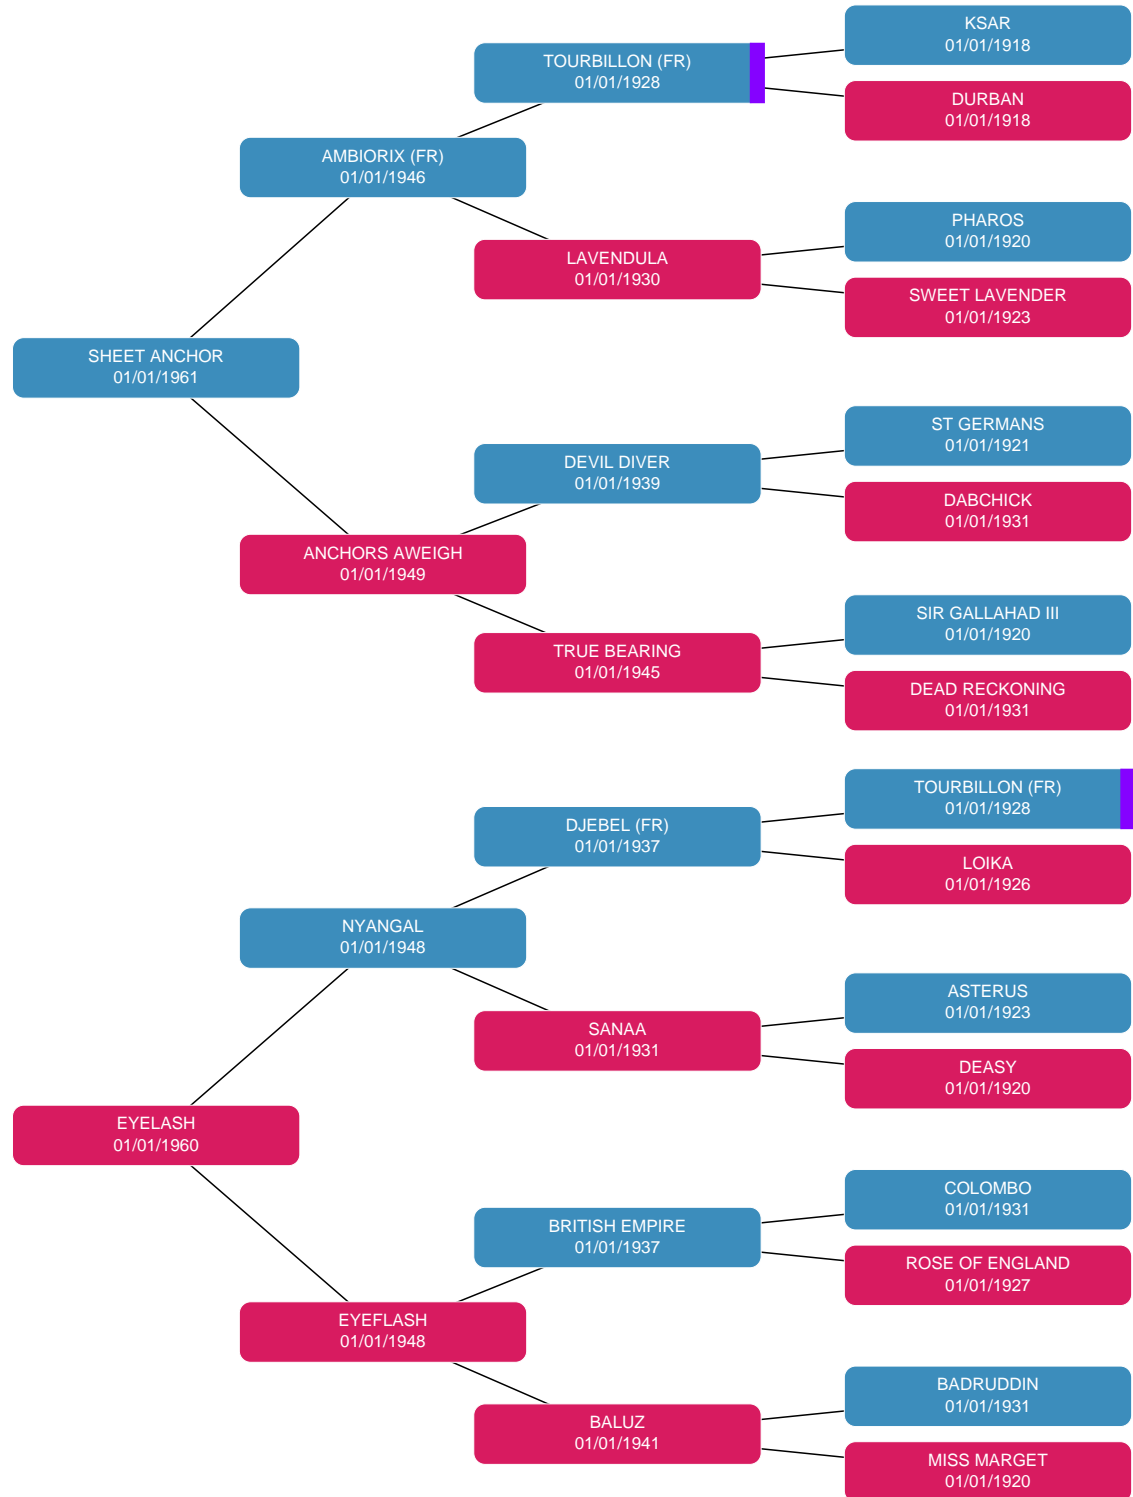 KSAR
01/01/1918
TOURBILLON (FR)
01/01/1928
DURBAN
01/01/1918
AMBIORIX (FR)
01/01/1946
PHAROS
01/01/1920
LAVENDULA
01/01/1930
SWEET LAVENDER
01/01/1923
SHEET ANCHOR
01/01/1961
ST GERMANS
01/01/1921
DEVIL DIVER
01/01/1939
DABCHICK
01/01/1931
ANCHORS AWEIGH
01/01/1949
SIR GALLAHAD III
01/01/1920
TRUE BEARING
01/01/1945
DEAD RECKONING
01/01/1931
TOURBILLON (FR)
01/01/1928
DJEBEL (FR)
01/01/1937
LOIKA
01/01/1926
NYANGAL
01/01/1948
ASTERUS
01/01/1923
SANAA
01/01/1931
DEASY
01/01/1920
EYELASH
01/01/1960
COLOMBO
01/01/1931
BRITISH EMPIRE
01/01/1937
ROSE OF ENGLAND
01/01/1927
EYEFLASH
01/01/1948
BADRUDDIN
01/01/1931
BALUZ
01/01/1941
MISS MARGET
01/01/1920